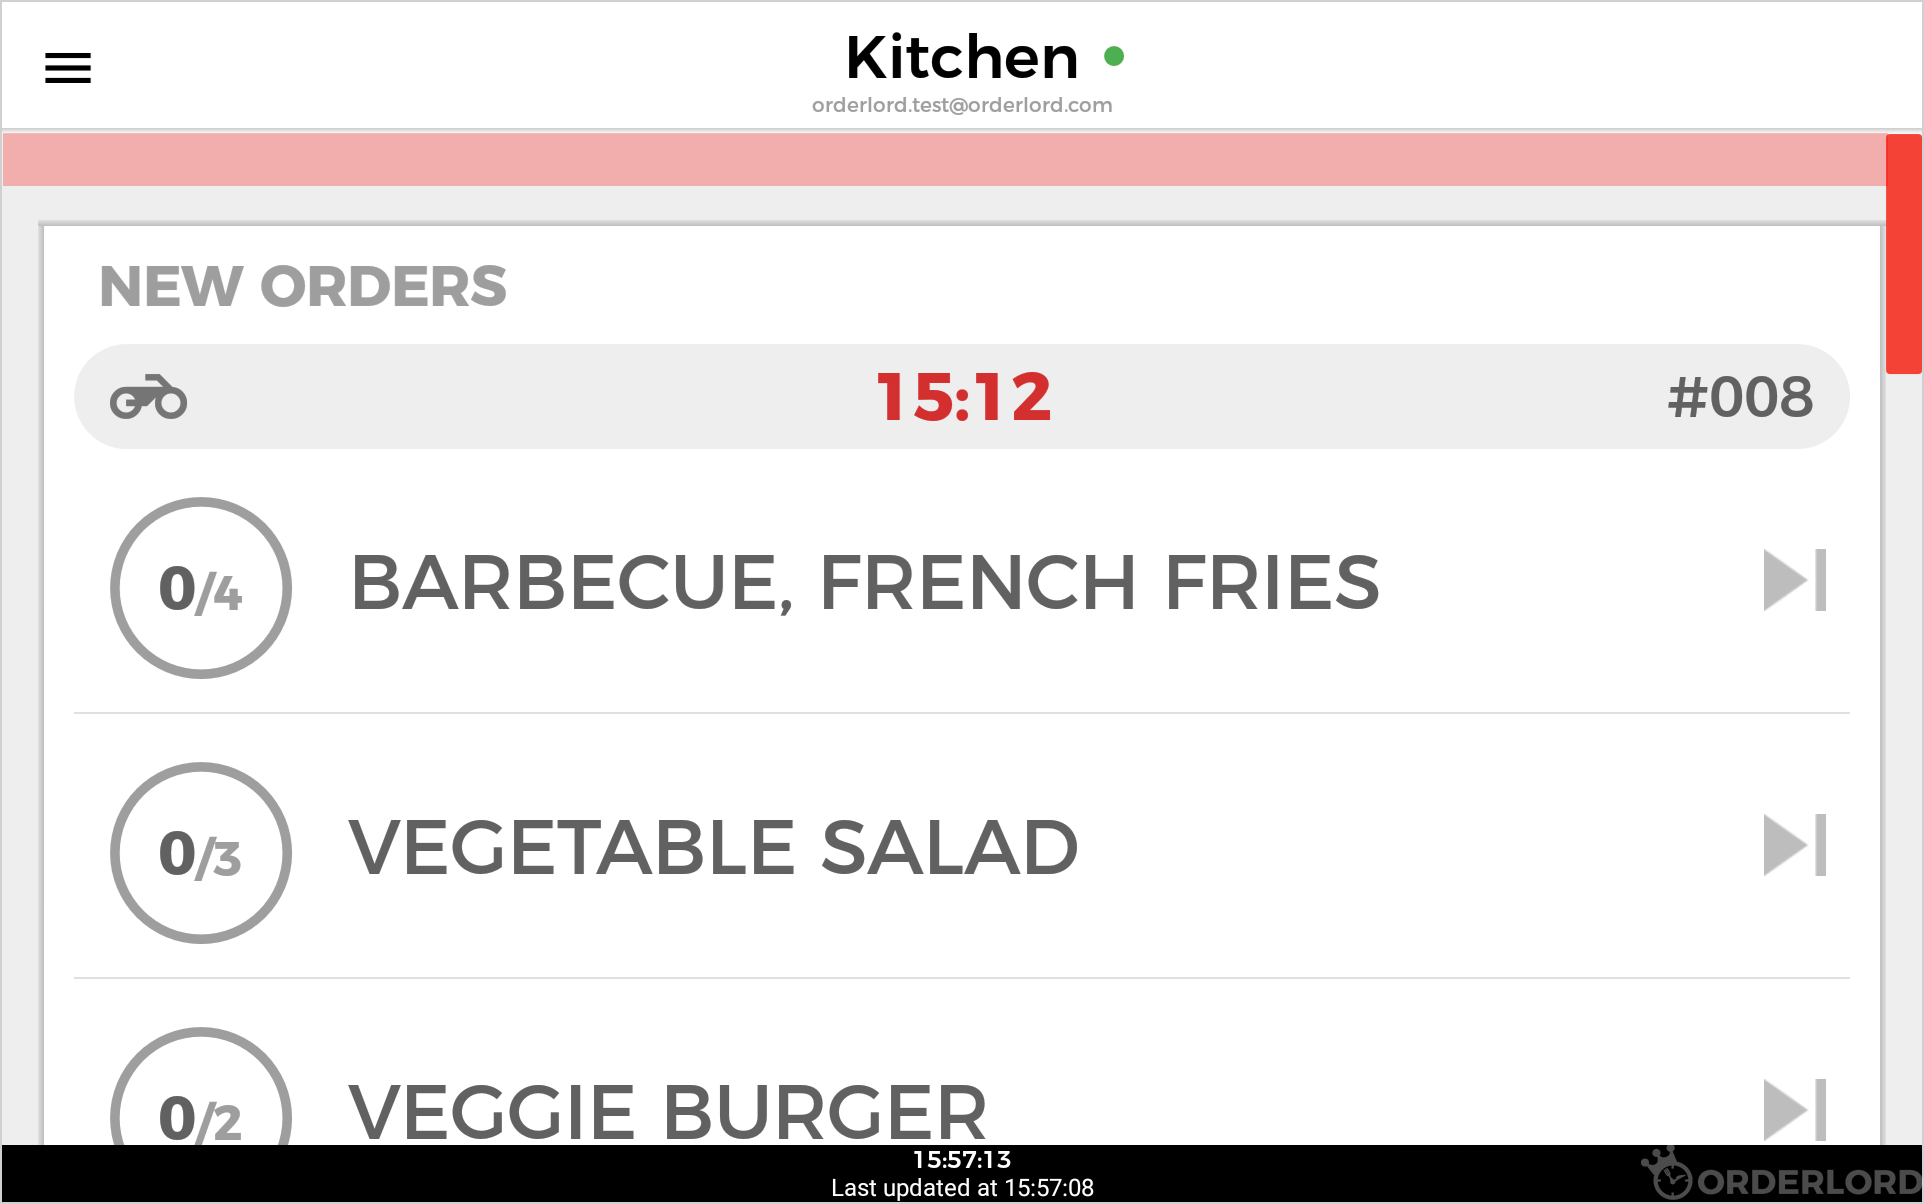 Kitchen
orderlord.test@orderlord.com
NEW ORDERS
15:12 #008
0/4 BARBECUE, FRENCH FRIES
0/3 VEGETABLE SALAD
0/2 VEGGIE BURGER
15:57:13
Last updated at 15:57:08
ORDERLORD